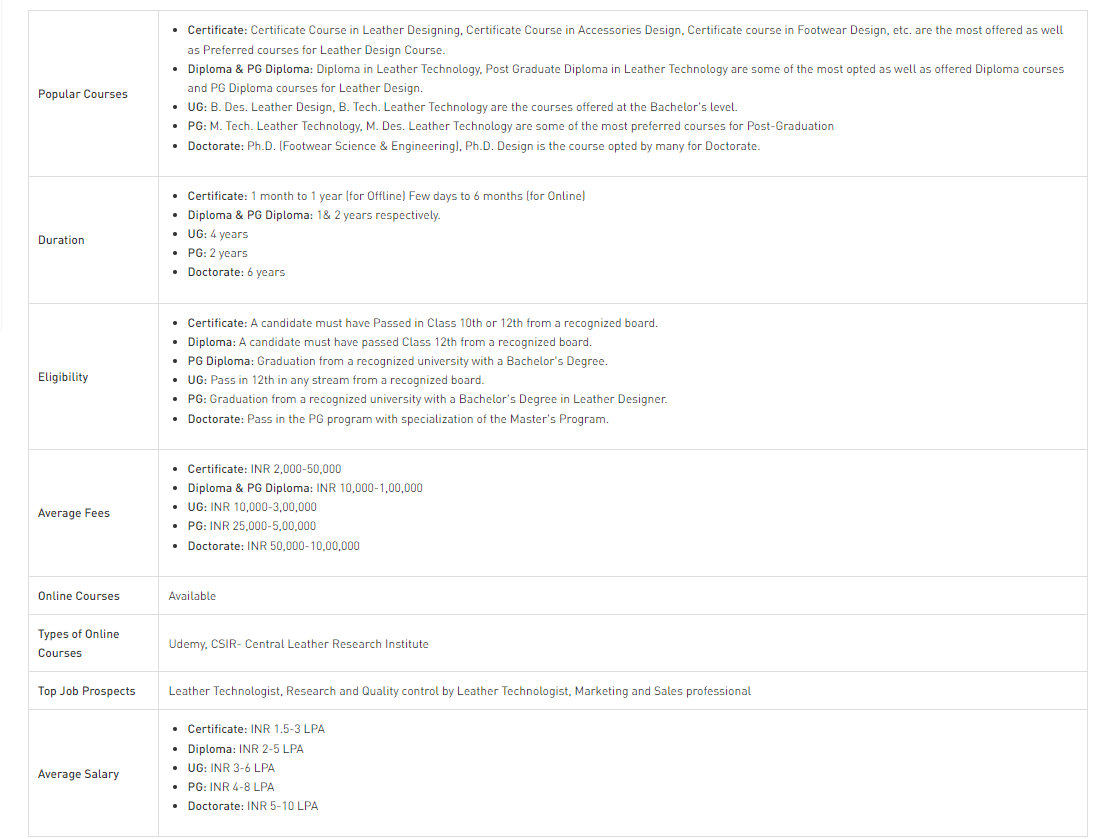 Popular Courses
Certificate: Certificate Course in Leather Designing, Certificate Course in Accessories Design, Certificate course in Footwear Design, etc. are the most offered as well
as Preferred courses for Leather Design Course.
Diploma & PG Diploma: Diploma in Leather Technology, Post Graduate Diploma in Leather Technology are some of the most opted as well as offered Diploma courses
and PG Diploma courses for Leather Design.
UG: B. Des. Leather Design, B. Tech. Leather Technology are the courses offered at the Bachelor's level.
PG: M. Tech. Leather Technology, M. Des. Leather Technology are some of the most preferred courses for Post-Graduation
Doctorate: Ph.D. (Footwear Science & Engineering), Ph.D. Design is the course opted by many for Doctorate.
Duration
Certificate: 1 month to 1 year (for Offline) Few days to 6 months (for Online)
Diploma & PG Diploma: 1& 2 years respectively.
UG: 4 years
PG: 2 years
Doctorate: 6 years
Eligibility
Certificate: A candidate must have Passed in Class 10th or 12th from a recognized board.
Diploma: A candidate must have passed Class 12th from a recognized board.
PG Diploma: Graduation from a recognized university with a Bachelor's Degree.
UG: Pass in 12th in any stream from a recognized board.
PG: Graduation from a recognized university with a Bachelor's Degree in Leather Designer.
Doctorate: Pass in the PG program with specialization of the Master's Program.
Average Fees
Certificate: INR 2,000-50,000
Diploma & PG Diploma: INR 10,000-1,00,000
UG: INR 10,000-3,00,000
PG: INR 25,000-5,00,000
Doctorate: INR 50,000-10,00,000
Online Courses
Available
Types of Online
Courses
Udemy, CSIR- Central Leather Research Institute
Top Job Prospects
Leather Technologist, Research and Quality control by Leather Technologist, Marketing and Sales professional
Average Salary
Certificate: INR 1.5-3 LPA
Diploma: INR 2-5 LPA
UG: INR 3-6 LPA
PG: INR 4-8 LPA
Doctorate: INR 5-10 LPA